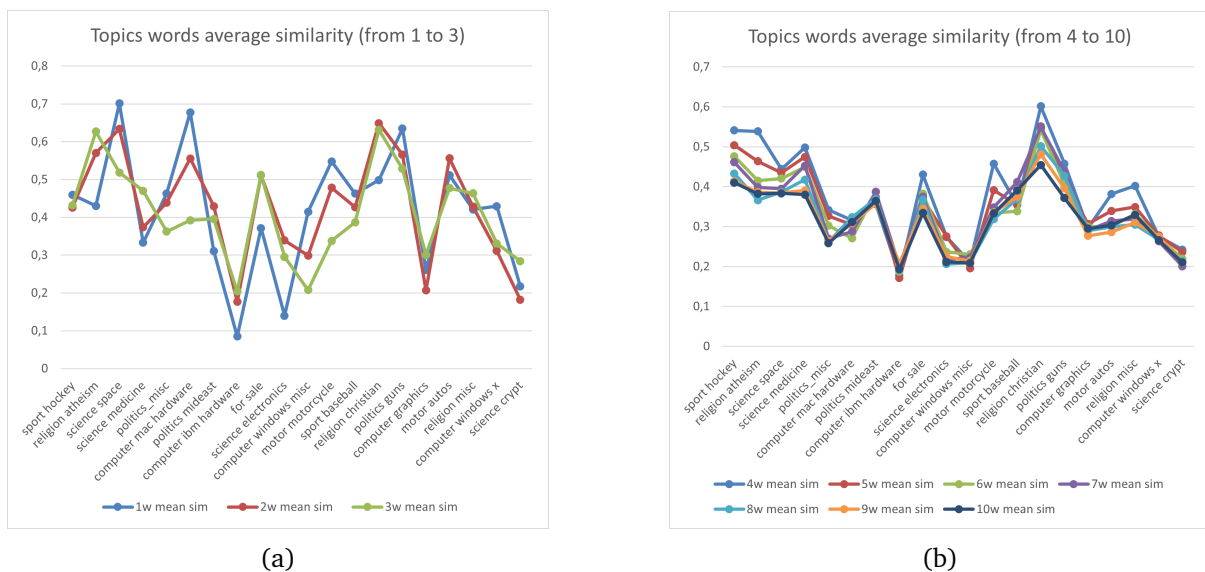 Topics words average similarity (from 1 to 3)
0,8
0,7
0,6
0,5
0,4
0,3
0,2
0,1
0
sport hockey
religion atheism
science space
science medicine
politics_misc
computer mac hardware
politics mideast
computer ibm hardware
for sale
science electronics
computer windows misc
motor motorcycle
sport baseball
religion christian
politics guns
computer graphics
motor autos
religion misc
computer windows x
science crypt
1w mean sim 2w mean sim 3w mean sim
(a)
Topics words average similarity (from 4 to 10)
0,7
0,6
0,5
0,4
0,3
0,2
0,1
0
sport hockey
religion atheism
science space
science medicine
politics_misc
computer mac hardware
politics mideast
computer ibm hardware
for sale
science electronics
computer windows misc
motor motorcycle
sport baseball
religion christian
politics guns
computer graphics
motor autos
religion misc
computer windows x
science crypt
4w mean sim 5w mean sim 6w mean sim 7w mean sim
8w mean sim 9w mean sim 10w mean sim
(b)